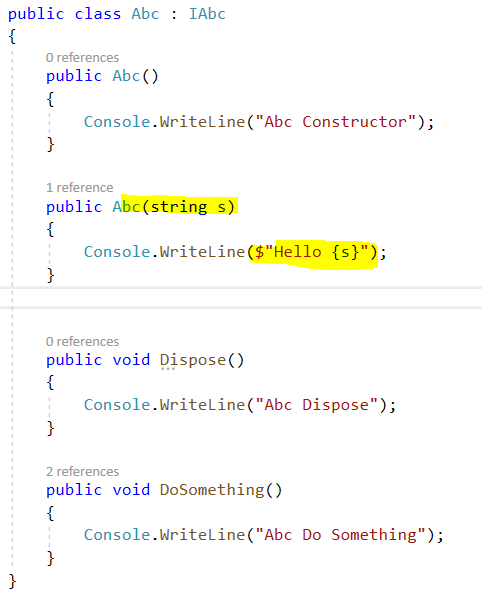 public class Abc : IAbc
{
0 references
public Abc()
{
Console.WriteLine("Abc Constructor");
}
1 reference
public Abc(string s)
{
Console.WriteLine($"Hello {s}");
}
0 references
public void Dispose()
{
Console.WriteLine("Abc Dispose");
}
2 references
public void DoSomething()
{
Console.WriteLine("Abc Do Something");
}
}